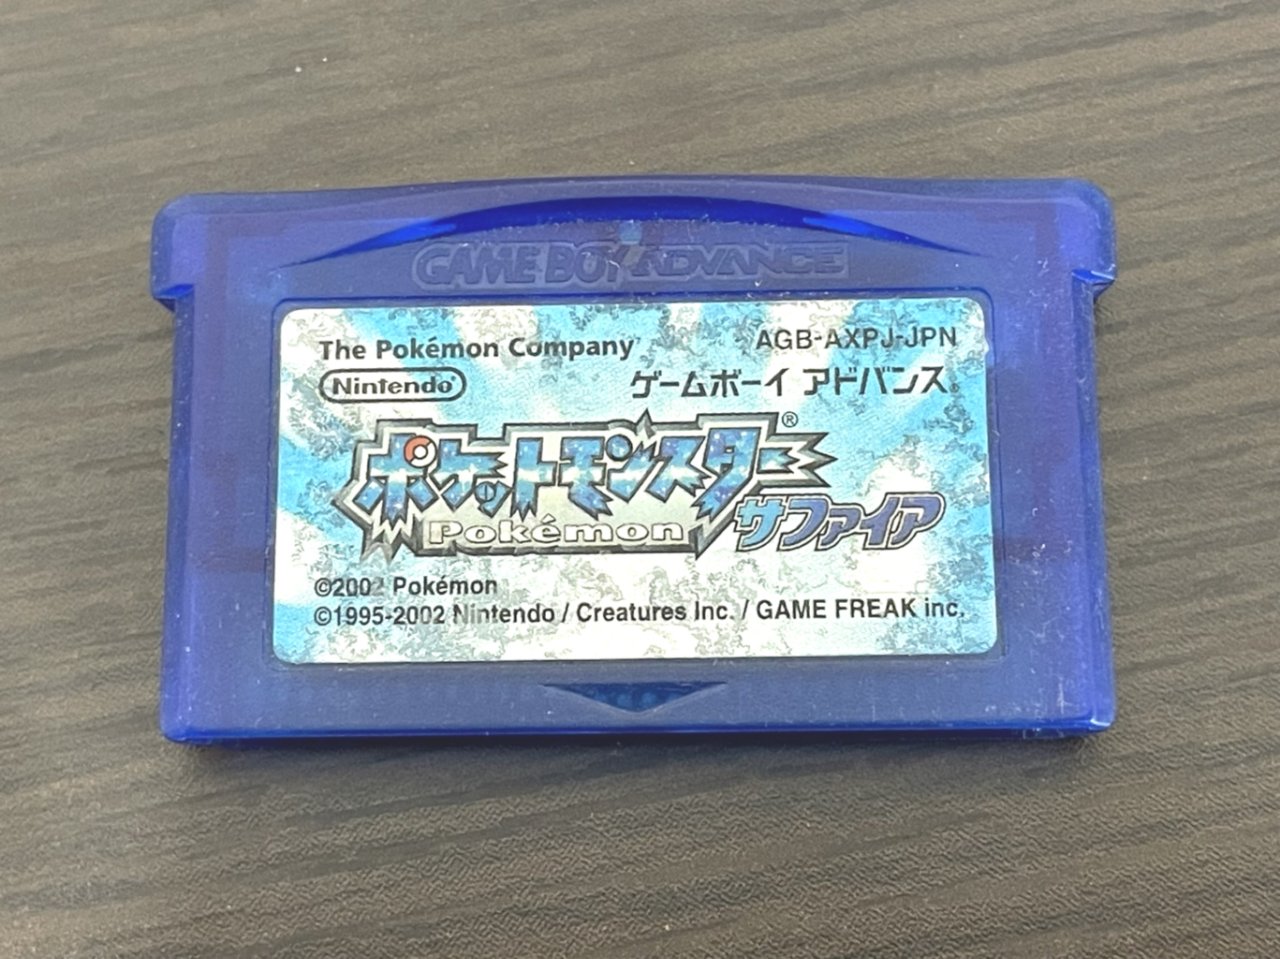 GAME BOY ADVANCE
The Pokémon Company
AGB-AXPJ-JPN
Nintendo
ゲームボーイアドバンス
ポケットモンスター®
Pokémon
サファイア
©2002 Pokémon
©1995-2002 Nintendo / Creatures Inc. / GAME FREAK inc.